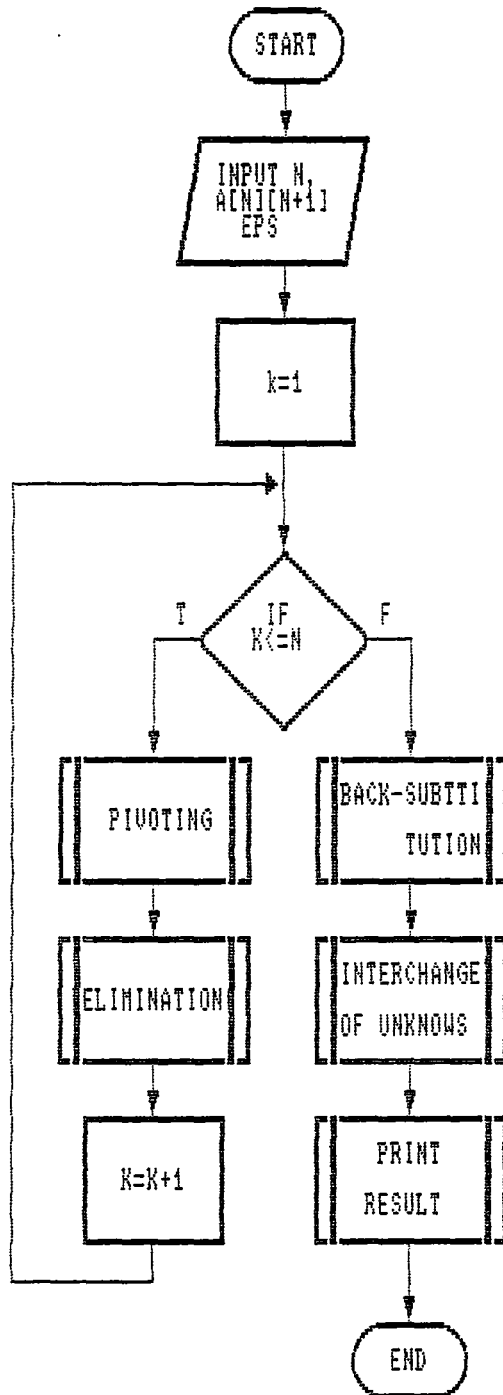 START
INPUT N,
A[N][N+1]
EPS
k=1
IF
K<=N
T
F
PIVOTING
ELIMINATION
K=K+1
BACK-SUBTTI
TUTION
INTERCHANGE
OF UNKNOWS
PRINT
RESULT
END